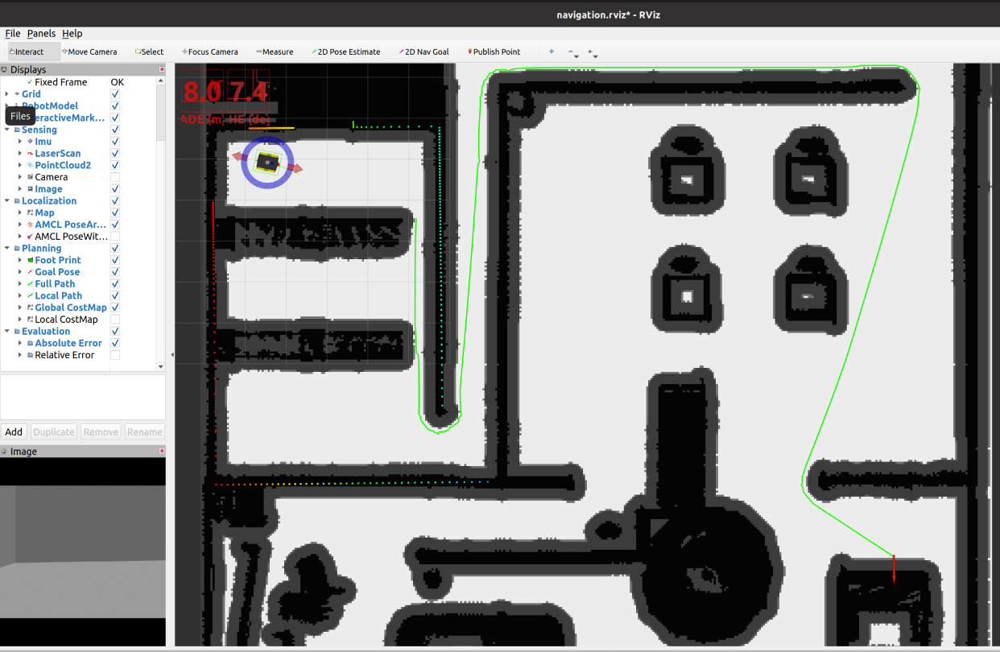 navigation.rviz* - RViz
File Panels Help
Interact Move Camera Select Focus Camera Measure 2D Pose Estimate 2D Nav Goal Publish Point
Displays
✓ Fixed Frame OK
Grid
RobotModel
Files eractiveMark...
Sensing
Imu
LaserScan
PointCloud2
Camera
Image
Localization
Map
AMCL PoseAr...
AMCL PoseWit...
Planning
Foot Print
Goal Pose
Full Path
Local Path
Global CostMap
Local CostMap
Evaluation
Absolute Error
Relative Error
Add Duplicate Remove Rename
Image
8.0 7.4
ADE (m HE (deg